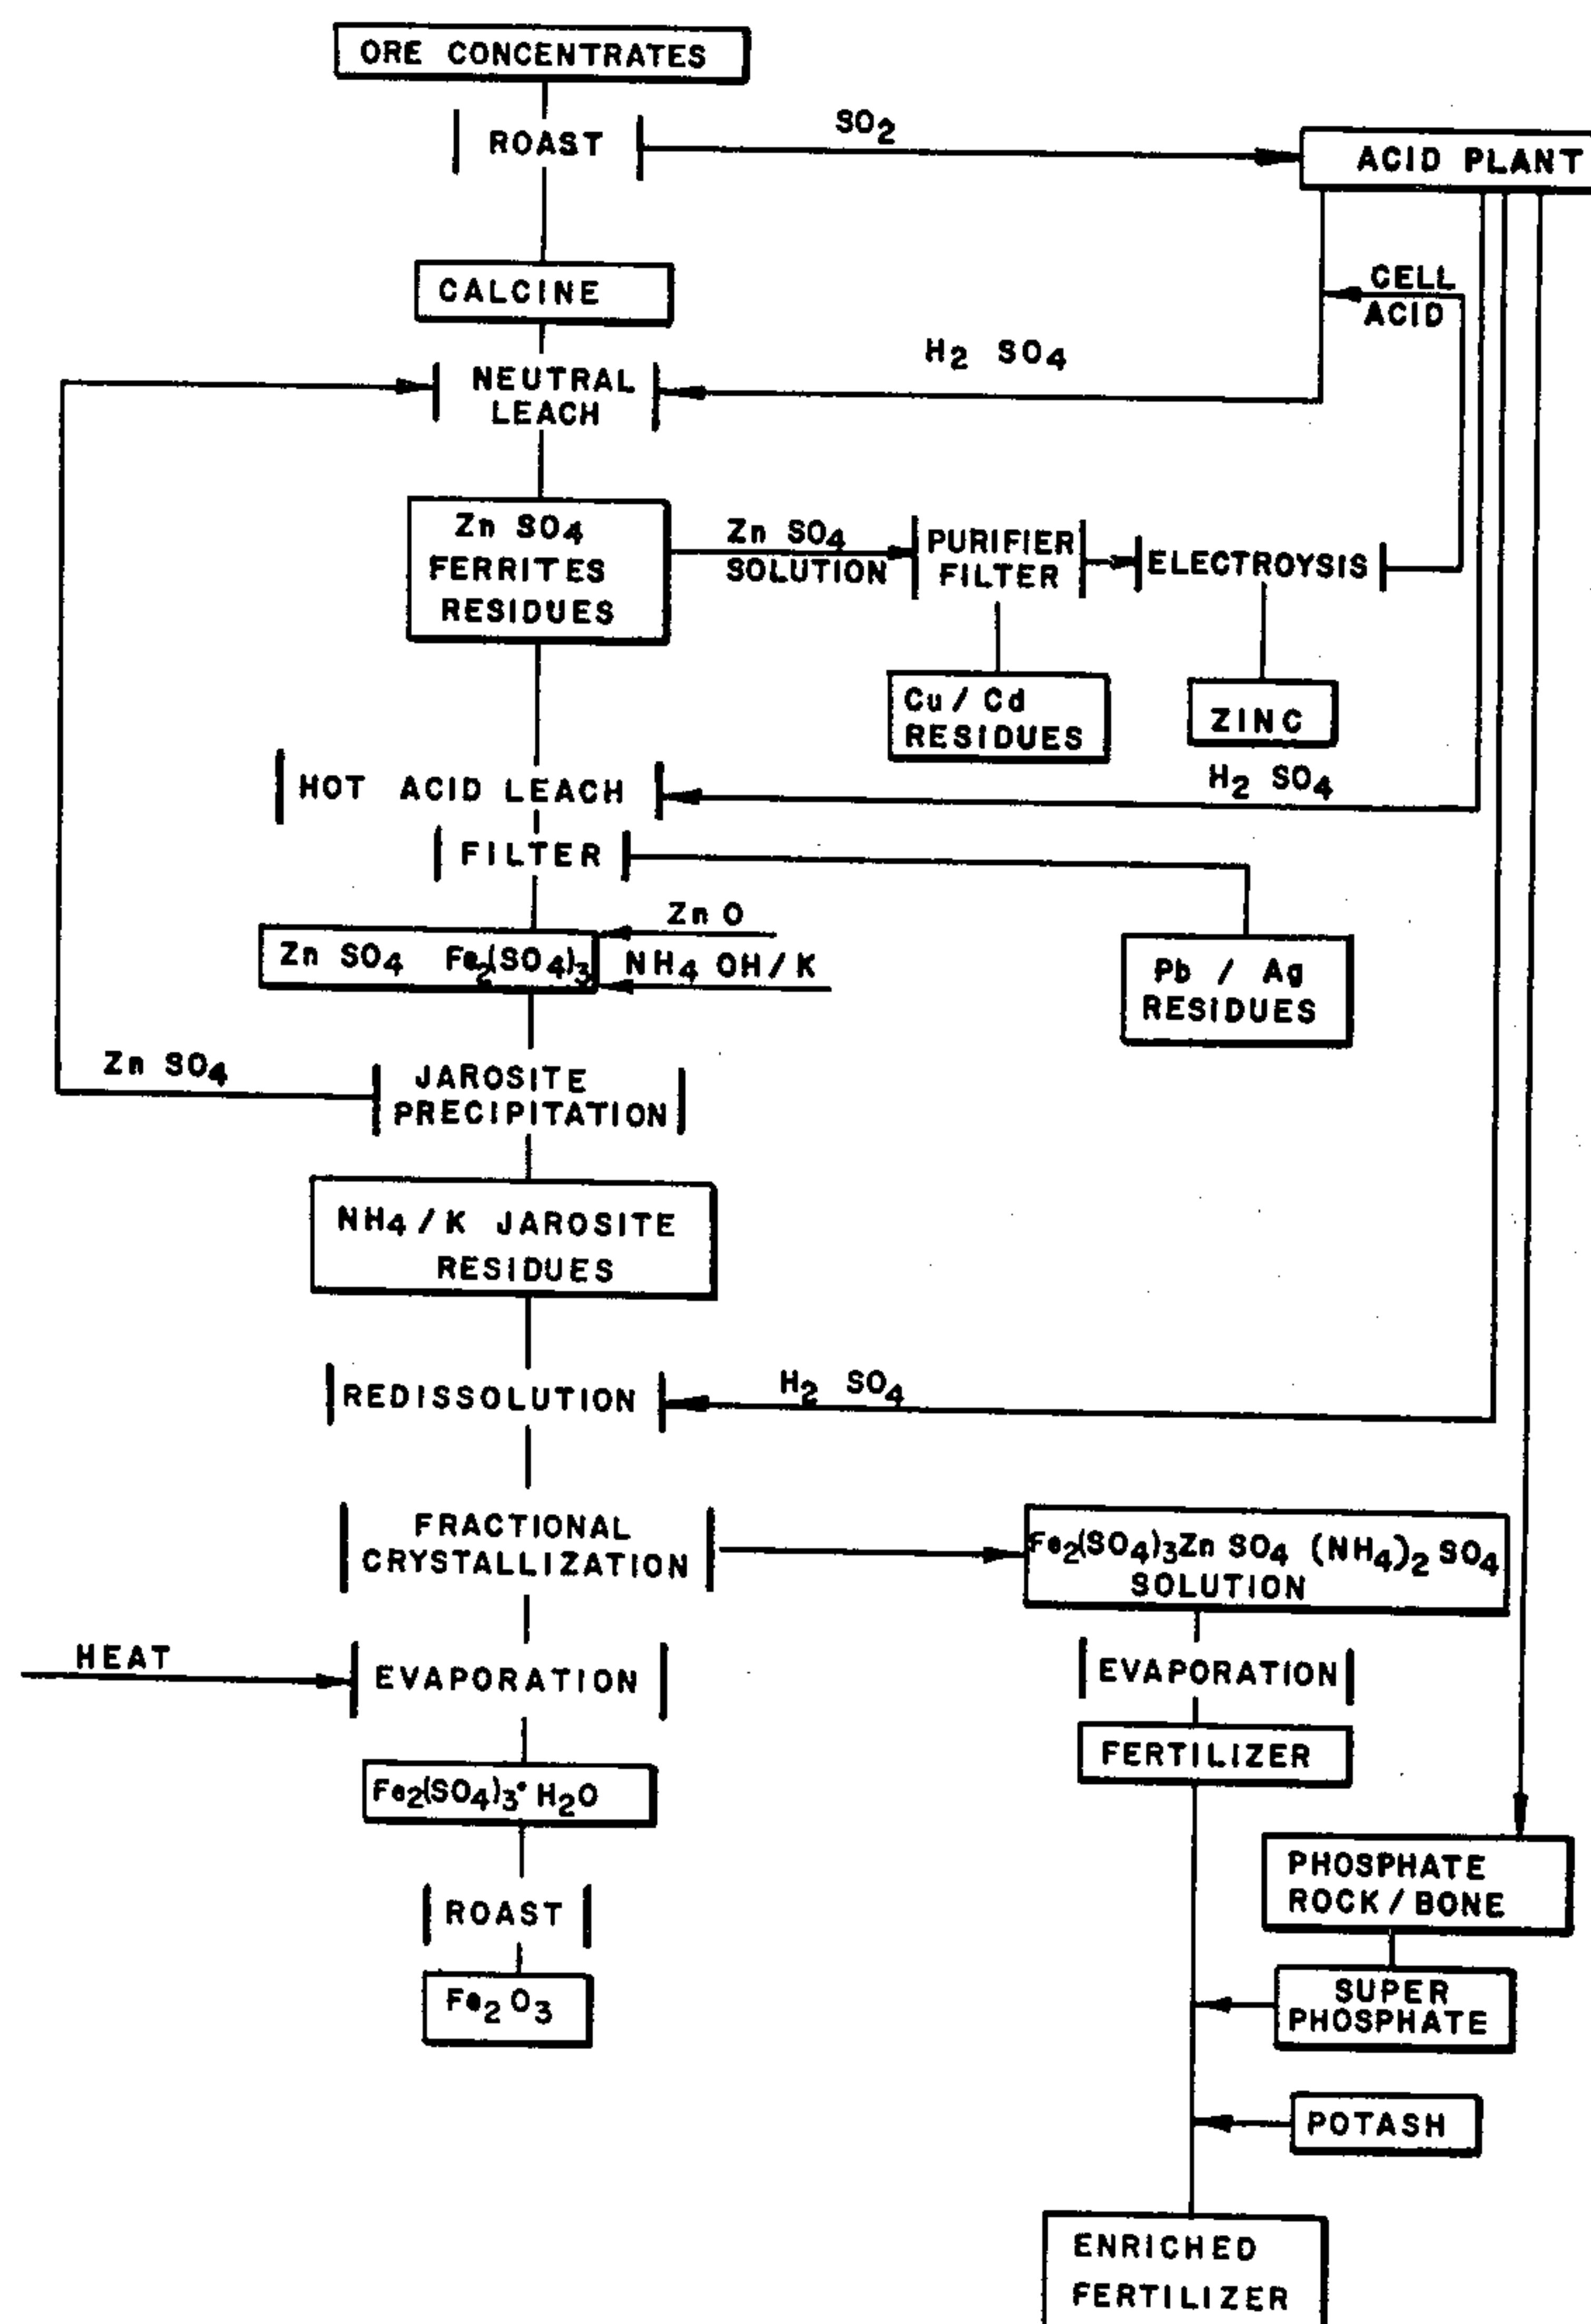 ORE CONCENTRATES
ROAST
SO2
ACID PLANT
CALCINE
CELL
ACID
H2 SO4
NEUTRAL
LEACH
Zn SO4
FERRITES
RESIDUES
Zn SO4
SOLUTION
PURIFIER
FILTER
ELECTROYSIS
Cu / Cd
RESIDUES
ZINC
HOT ACID LEACH
H2 SO4
FILTER
Zn O
Zn SO4 Fe2(SO4)3
NH4 OH/K
Pb / Ag
RESIDUES
Zn SO4
JAROSITE
PRECIPITATION
NH4 / K JAROSITE
RESIDUES
REDISSOLUTION
H2 SO4
FRACTIONAL
CRYSTALLIZATION
Fe2(SO4)3Zn SO4 (NH4)2 SO4
SOLUTION
HEAT
EVAPORATION
EVAPORATION
FERTILIZER
Fe2(SO4)3• H2O
PHOSPHATE
ROCK / BONE
ROAST
SUPER
PHOSPHATE
Fe2 O3
POTASH
ENRICHED
FERTILIZER